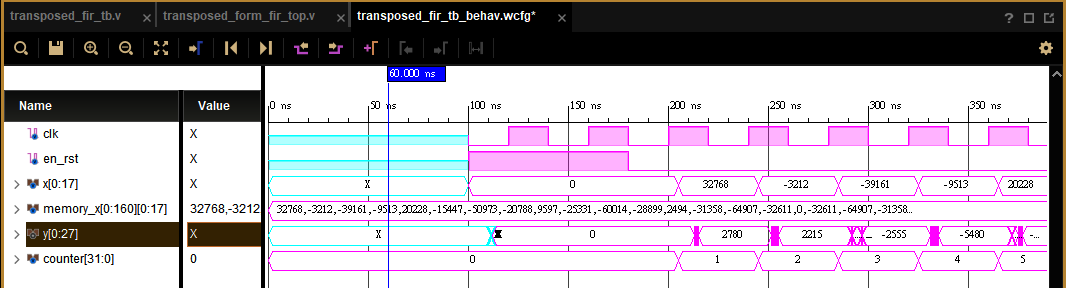 transposed_fir_tb.v × transposed_form_fir_top.v × transposed_fir_tb_behav.wcfg* ×
?
60.000 ns
Name Value 0 ns 50 ns 100 ns 150 ns 200 ns 250 ns 300 ns 350 ns
clk X
en_rst X
x[0:17] X X 0 32768 -3212 -39161 -9513 20228
memory_x[0:160][0:17] 32768,-3212 32768,-3212,-39161,-9513,20228,-15447,-50973,-20788,9597,-25331,-60014,-28899,2494,-31358,-64907,-32611,0,-32611,-64907,-31358...
y[0:27] X X 0 2780 2215 ... -2555 -5480 ... -...
counter[31:0] 0 0 1 2 3 4 5